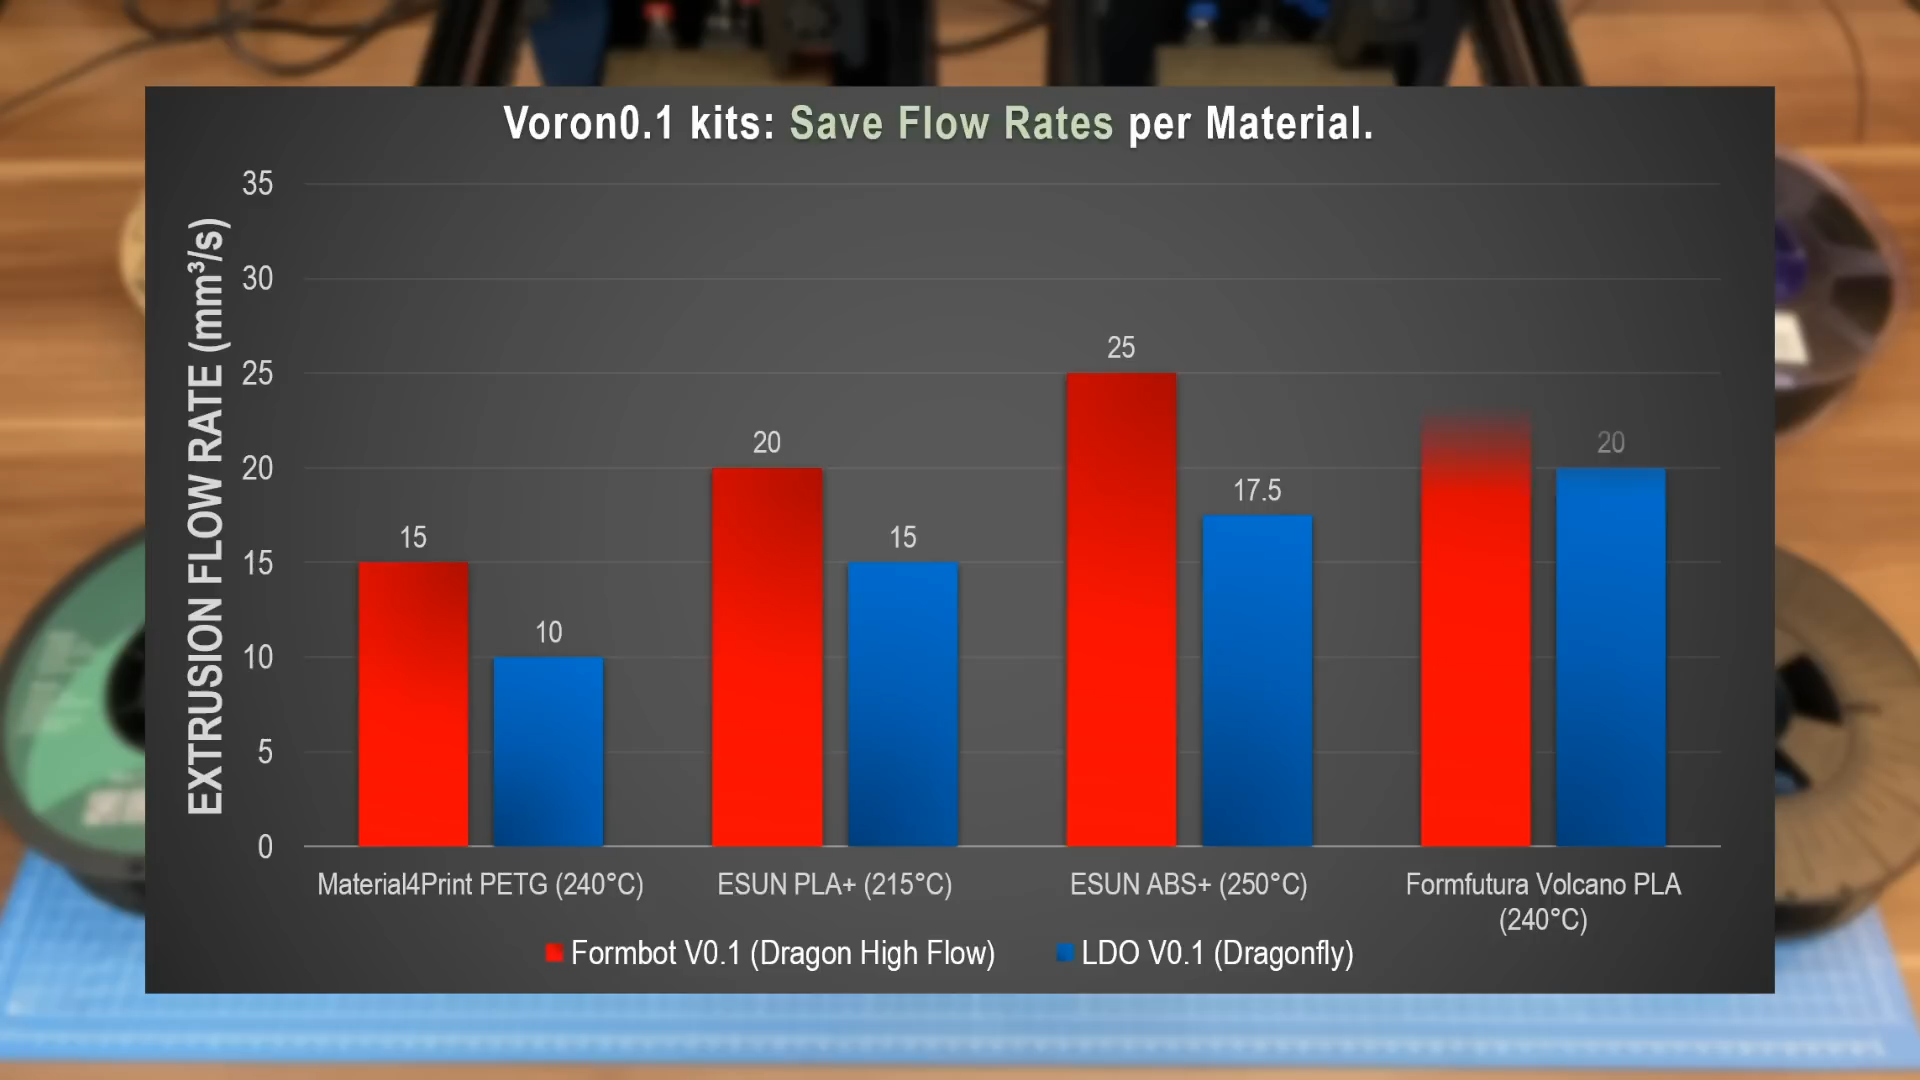 Voron0.1 kits: Save Flow Rates per Material.
EXTRUSION FLOW RATE (mm³/s)
35
30
25
20
15
10
5
0
15
10
20
15
25
17.5
20
Material4Print PETG (240°C)
ESUN PLA+ (215°C)
ESUN ABS+ (250°C)
Formfutura Volcano PLA
(240°C)
Formbot V0.1 (Dragon High Flow)
LDO V0.1 (Dragonfly)